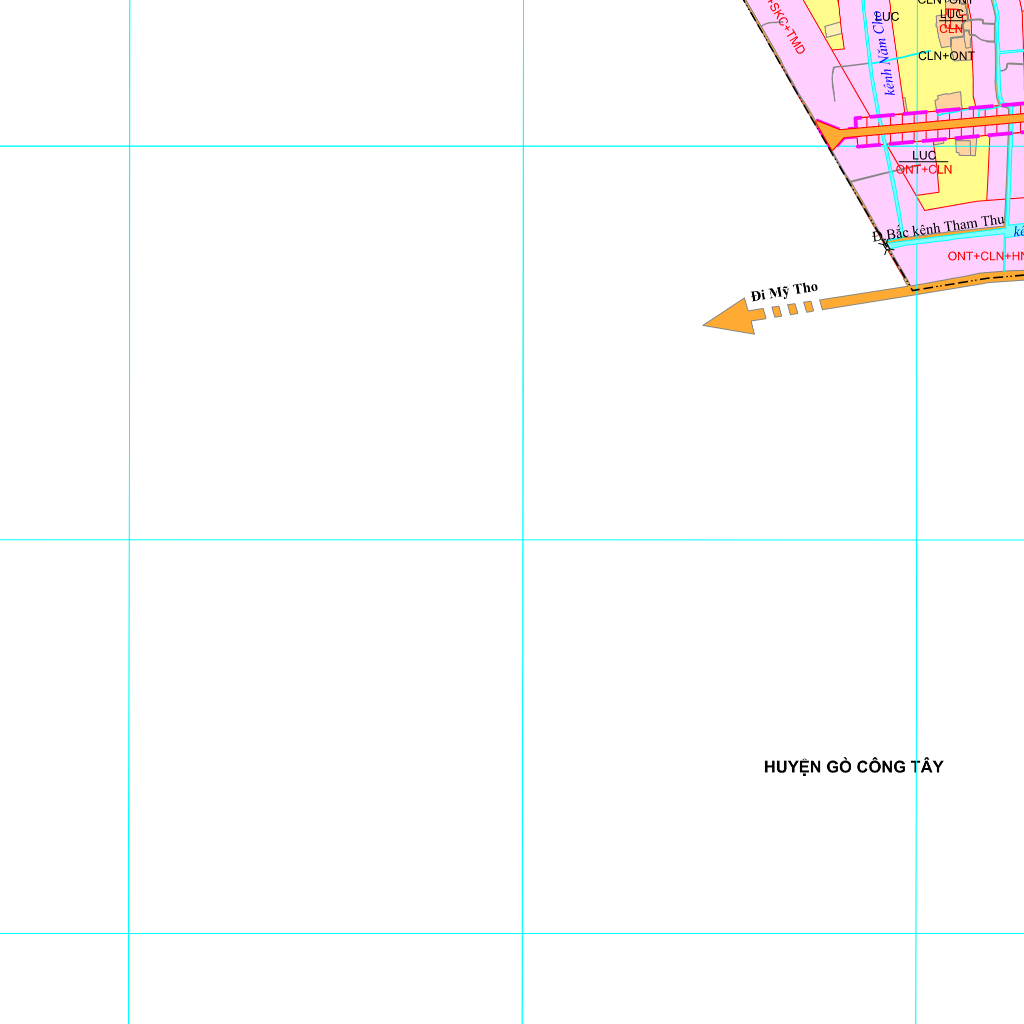 CLN+ONT
LUC
LUC
CLN
+SKC+TMD
kênh Năm Cho
CLN+ONT
LUC
ONT+CLN
Đ.Bắc kênh Tham Thu
ONT+CLN+HN
Đi Mỹ Tho
HUYỆN GÒ CÔNG TÂY